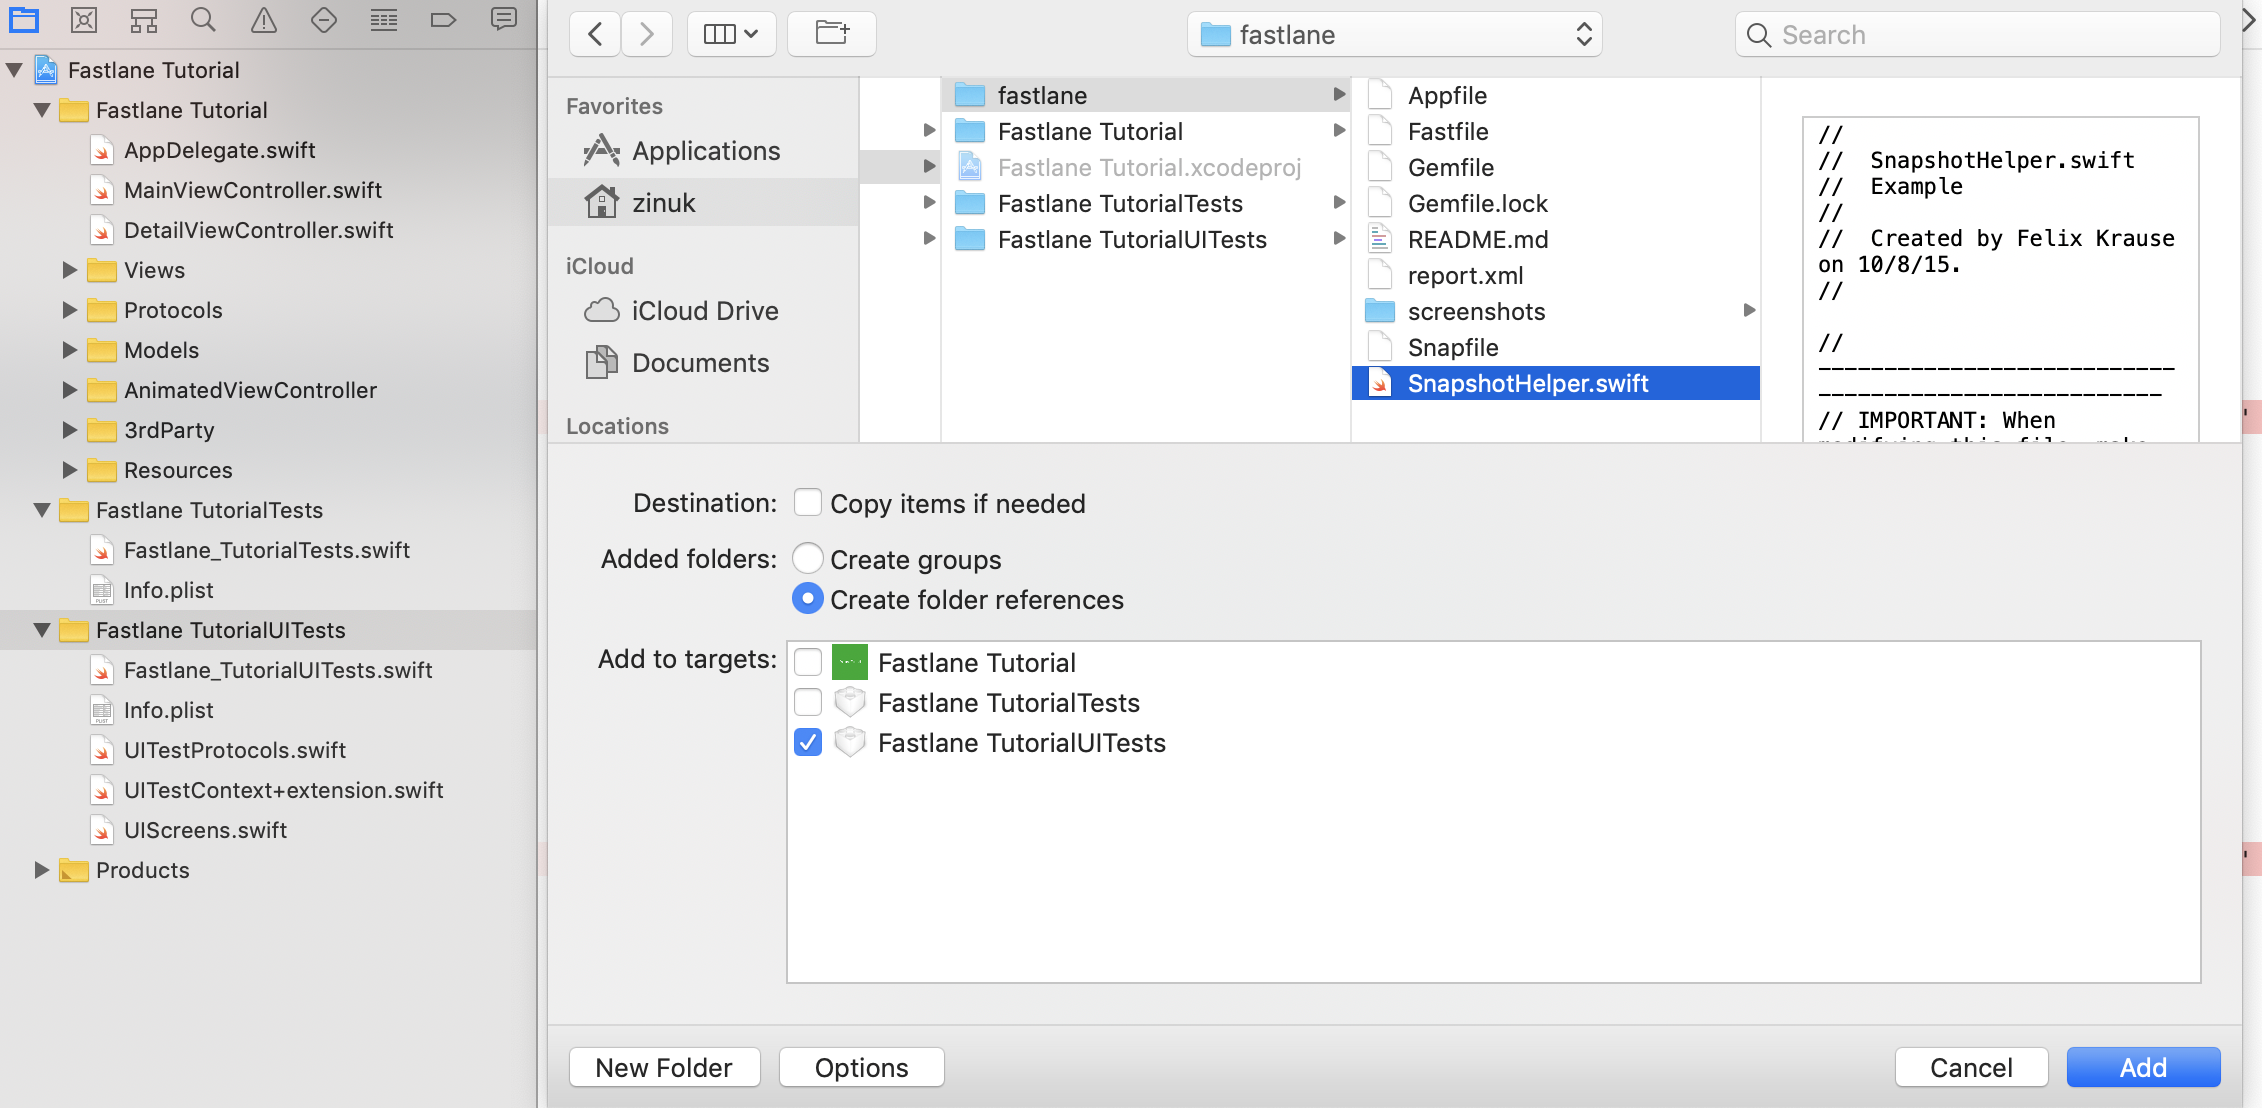 Fastlane Tutorial
Fastlane Tutorial
AppDelegate.swift
MainViewController.swift
DetailViewController.swift
Views
Protocols
Models
AnimatedViewController
3rdParty
Resources
Fastlane TutorialTests
Fastlane_TutorialTests.swift
Info.plist
Fastlane TutorialUITests
Fastlane_TutorialUITests.swift
Info.plist
UITestProtocols.swift
UITestContext+extension.swift
UIScreens.swift
Products
fastlane
Search
Favorites
Applications
zinuk
iCloud
iCloud Drive
Documents
Locations
fastlane
Fastlane Tutorial
Fastlane Tutorial.xcodeproj
Fastlane TutorialTests
Fastlane TutorialUITests
Appfile
Fastfile
Gemfile
Gemfile.lock
README.md
report.xml
screenshots
Snapfile
SnapshotHelper.swift
//
// SnapshotHelper.swift
// Example
//
// Created by Felix Krause
on 10/8/15.
//
//
---------------------------
--------------------------
// IMPORTANT: When
Destination: Copy items if needed
Added folders: Create groups
Create folder references
Add to targets: Fastlane Tutorial
Fastlane TutorialTests
Fastlane TutorialUITests
New Folder
Options
Cancel
Add